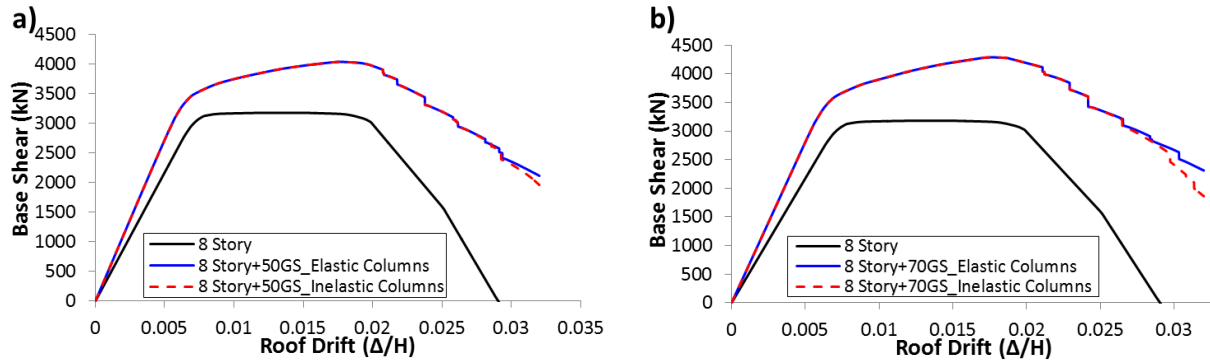 a)
Base Shear (kN)
4500
4000
3500
3000
2500
2000
1500
1000
500
0
8 Story
8 Story+50GS_Elastic Columns
8 Story+50GS_Inelastic Columns
0 0.005 0.01 0.015 0.02 0.025 0.03 0.035
Roof Drift (Δ/H)
b)
Base Shear (kN)
4500
4000
3500
3000
2500
2000
1500
1000
500
0
8 Story
8 Story+70GS_Elastic Columns
8 Story+70GS_Inelastic Columns
0 0.005 0.01 0.015 0.02 0.025 0.03
Roof Drift (Δ/H)